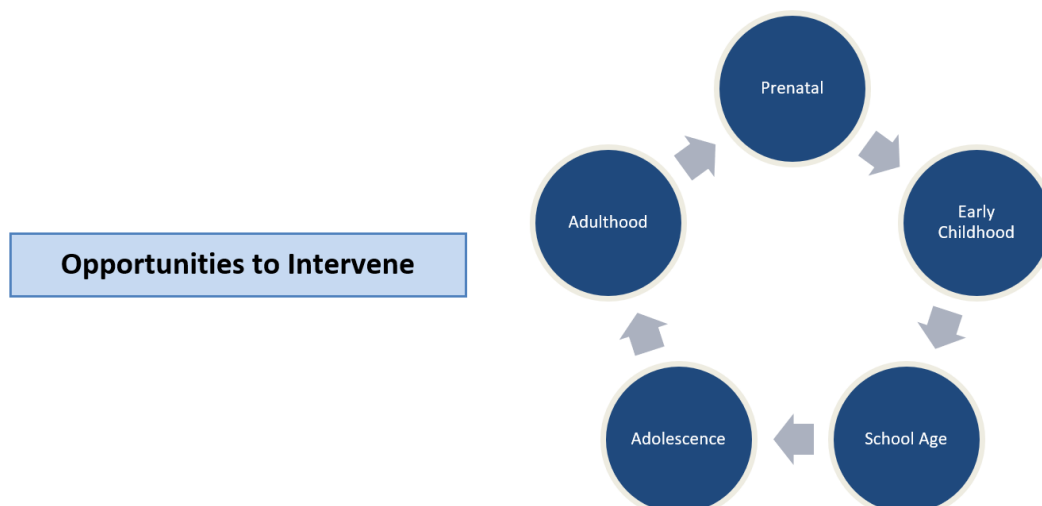 Opportunities to Intervene
Prenatal
Early
Childhood
School Age
Adolescence
Adulthood